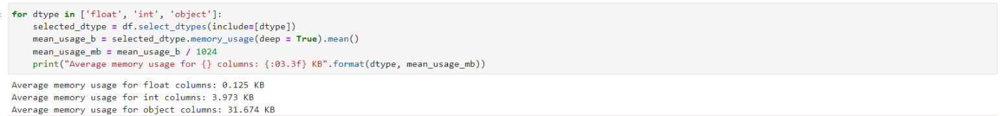 for dtype in ['float', 'int', 'object']:
    selected_dtype = df.select_dtypes(include=[dtype])
    mean_usage_b = selected_dtype.memory_usage(deep = True).mean()
    mean_usage_mb = mean_usage_b / 1024
    print("Average memory usage for {} columns: {:03.3f} KB".format(dtype, mean_usage_mb))
Average memory usage for float columns: 0.125 KB
Average memory usage for int columns: 3.973 KB
Average memory usage for object columns: 31.674 KB